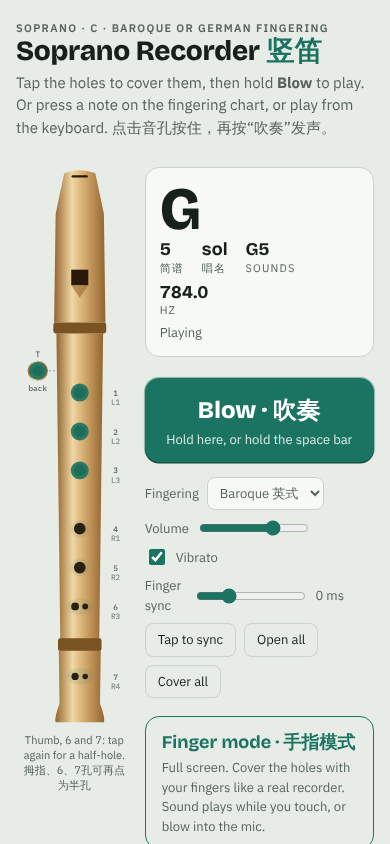 SOPRANO · C · BAROQUE OR GERMAN FINGERING
Soprano Recorder 竖笛
Tap the holes to cover them, then hold Blow to play.
Or press a note on the fingering chart, or play from
the keyboard. 点击音孔按住，再按“吹奏”发声。
T
back
1
L1
2
L2
3
L3
4
R1
5
R2
6
R3
7
R4
Thumb, 6 and 7: tap
again for a half-hole.
拇指、6、7孔可再点
为半孔
G
5 sol G5
简谱 唱名 SOUNDS
784.0
HZ
Playing
Blow · 吹奏
Hold here, or hold the space bar
Fingering Baroque 英式
Volume
Vibrato
Finger
sync 0 ms
Tap to sync Open all
Cover all
Finger mode · 手指模式
Full screen. Cover the holes with
your fingers like a real recorder.
Sound plays while you touch, or
blow into the mic.